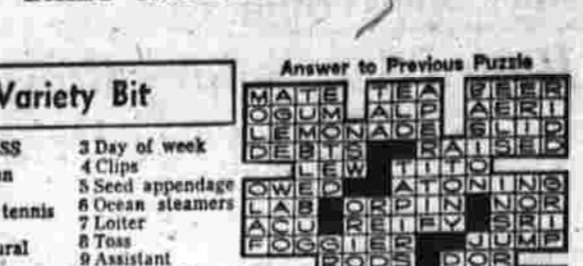 Variety Bit
SS
3 Day of week
4 Clips
5 Seed appendage
tennis
6 Ocean steamers
7 Loiter
8 Toss
9 Assistant
Answer to Previous Puzzle
MATE TEA BEER
OGUM ALP AERI
LEMONADE SLID
DEBTS RAISED
LEW TITO
OWED ATONING
LAB ORPIN NOR
ACU REIFY SRI
FOGGIER JUMP
RODS DOR